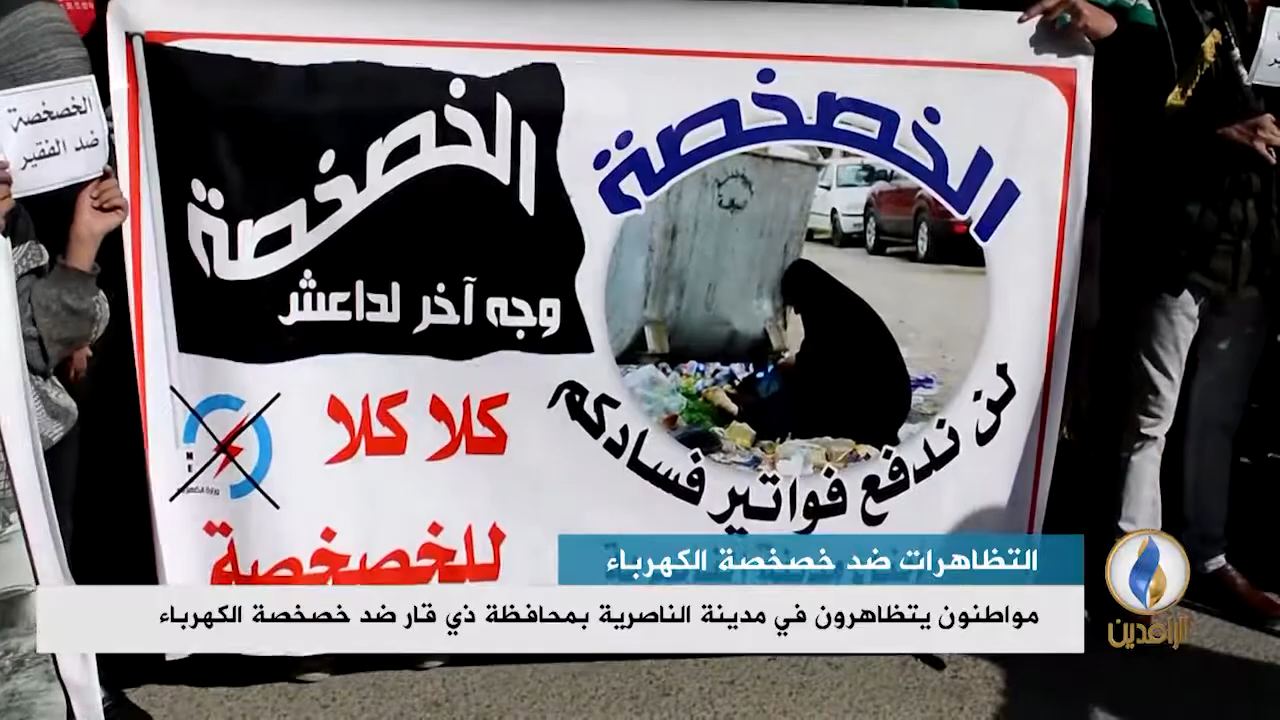 الخصخصة
ضد الفقير
الخصخصة
وجه آخر لداعش
الخصخصة
لن ندفع فواتير فسادكم
كلا كلا
للخصخصة
التظاهرات ضد خصخصة الكهرباء
مواطنون يتظاهرون في مدينة الناصرية بمحافظة ذي قار ضد خصخصة الكهرباء
الرافدين